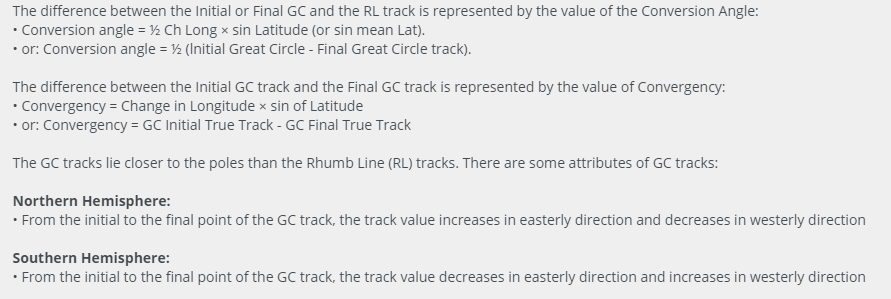 The difference between the Initial or Final GC and the RL track is represented by the value of the Conversion Angle:
• Conversion angle = ½ Ch Long × sin Latitude (or sin mean Lat).
• or: Conversion angle = ½ (Initial Great Circle - Final Great Circle track).
The difference between the Initial GC track and the Final GC track is represented by the value of Convergency:
• Convergency = Change in Longitude × sin of Latitude
• or: Convergency = GC Initial True Track - GC Final True Track
The GC tracks lie closer to the poles than the Rhumb Line (RL) tracks. There are some attributes of GC tracks:
Northern Hemisphere:
• From the initial to the final point of the GC track, the track value increases in easterly direction and decreases in westerly direction
Southern Hemisphere:
• From the initial to the final point of the GC track, the track value decreases in easterly direction and increases in westerly direction